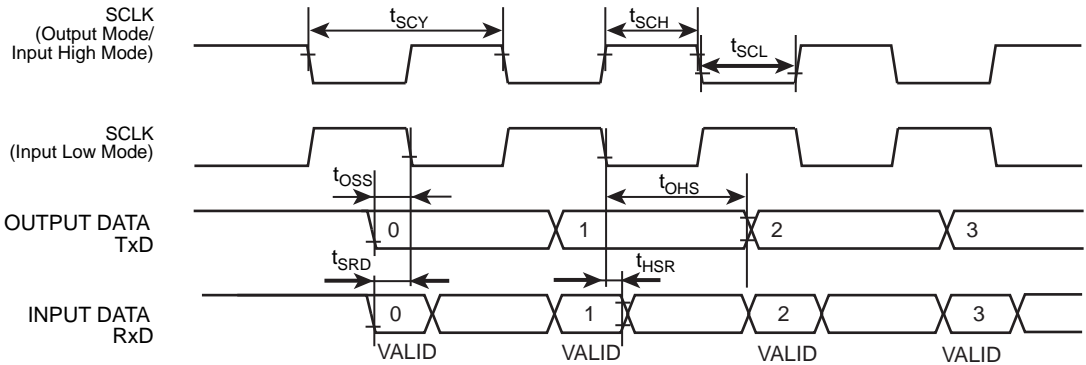 SCLK
(Output Mode/
Input High Mode)
tSCY
tSCH
tSCL
SCLK
(Input Low Mode)
tOSS
tOHS
OUTPUT DATA
TxD
0
1
2
3
tSRD
tHSR
INPUT DATA
RxD
0
1
2
3
VALID
VALID
VALID
VALID